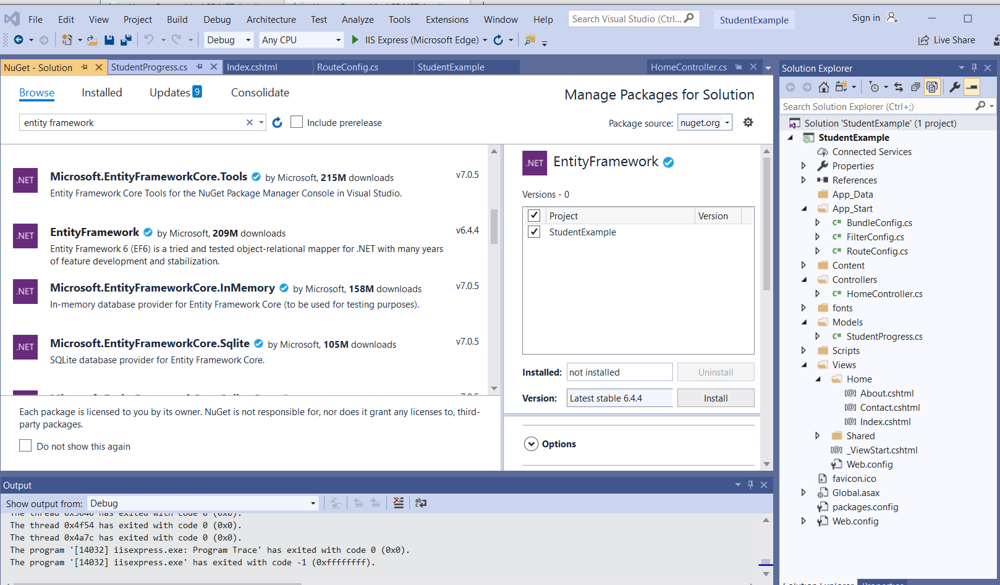 File Edit View Project Build Debug Architecture Test Analyze Tools Extensions Window Help Search Visual Studio (Ctrl... StudentExample Sign in
Debug Any CPU IIS Express (Microsoft Edge) Live Share
NuGet - Solution StudentProgress.cs Index.cshtml RouteConfig.cs StudentExample HomeController.cs
Browse Installed Updates 9 Consolidate
Manage Packages for Solution
entity framework Include prerelease
Package source: nuget.org
.NET Microsoft.EntityFrameworkCore.Tools by Microsoft, 215M downloads v7.0.5
Entity Framework Core Tools for the NuGet Package Manager Console in Visual Studio.
.NET EntityFramework by Microsoft, 209M downloads v6.4.4
Entity Framework 6 (EF6) is a tried and tested object-relational mapper for .NET with many years
of feature development and stabilization.
.NET Microsoft.EntityFrameworkCore.InMemory by Microsoft, 158M downloads v7.0.5
In-memory database provider for Entity Framework Core (to be used for testing purposes).
.NET Microsoft.EntityFrameworkCore.Sqlite by Microsoft, 105M downloads v7.0.5
SQLite database provider for Entity Framework Core.
Each package is licensed to you by its owner. NuGet is not responsible for, nor does it grant any licenses to, third-
party packages.
Do not show this again
.NET EntityFramework
Versions - 0
Project Version
StudentExample
Installed: not installed Uninstall
Version: Latest stable 6.4.4 Install
Options
Output
Show output from: Debug
The thread 0x4f54 has exited with code 0 (0x0).
The thread 0x4a7c has exited with code 0 (0x0).
The program '[14032] iisexpress.exe: Program Trace' has exited with code 0 (0x0).
The program '[14032] iisexpress.exe' has exited with code -1 (0xffffffff).
Solution Explorer
Search Solution Explorer (Ctrl+;)
Solution 'StudentExample' (1 project)
StudentExample
Connected Services
Properties
References
App_Data
App_Start
C# BundleConfig.cs
C# FilterConfig.cs
C# RouteConfig.cs
Content
Controllers
C# HomeController.cs
fonts
Models
C# StudentProgress.cs
Scripts
Views
Home
[@] About.cshtml
[@] Contact.cshtml
[@] Index.cshtml
Shared
[@] _ViewStart.cshtml
Web.config
favicon.ico
Global.asax
packages.config
Web.config